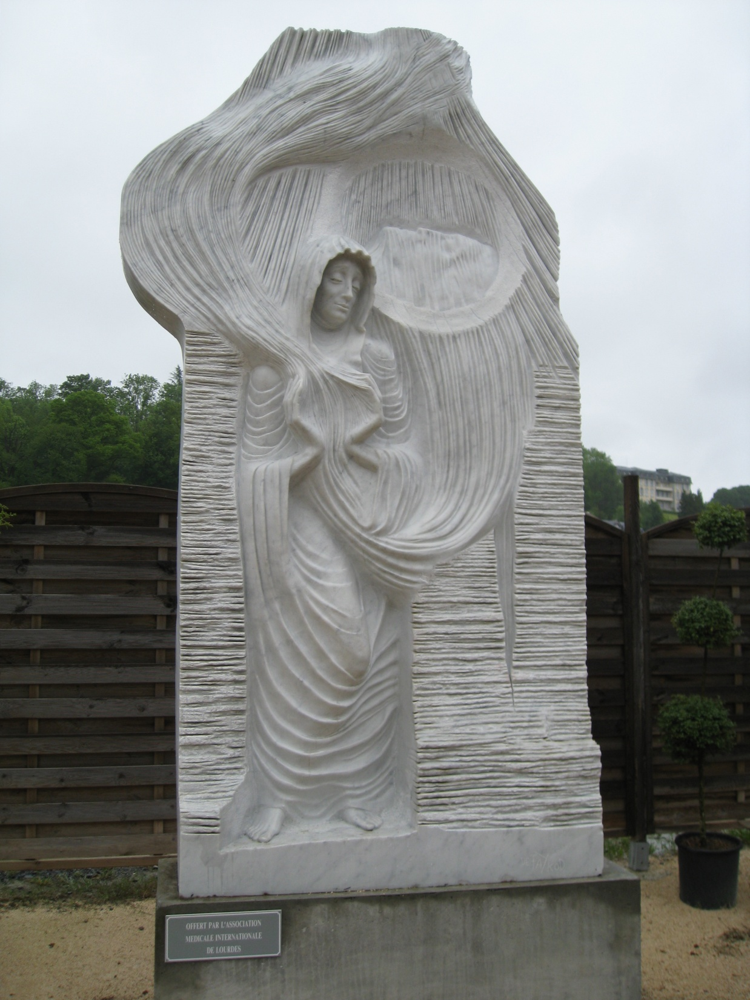 OFFERT PAR L'ASSOCIATION
MEDICALE INTERNATIONALE
DE LOURDES